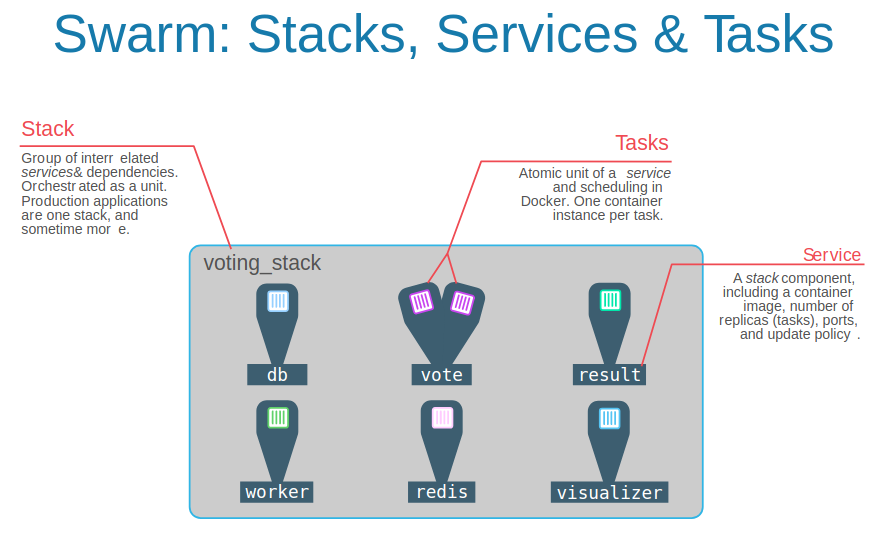 Swarm: Stacks, Services & Tasks
Stack
Group of interr elated
services& dependencies.
Orchestr ated as a unit.
Production applications
are one stack, and
sometime mor e.
Tasks
Atomic unit of a service
and scheduling in
Docker. One container
instance per task.
Service
A stack component,
including a container
image, number of
replicas (tasks), ports,
and update policy .
voting_stack
db
vote
result
worker
redis
visualizer